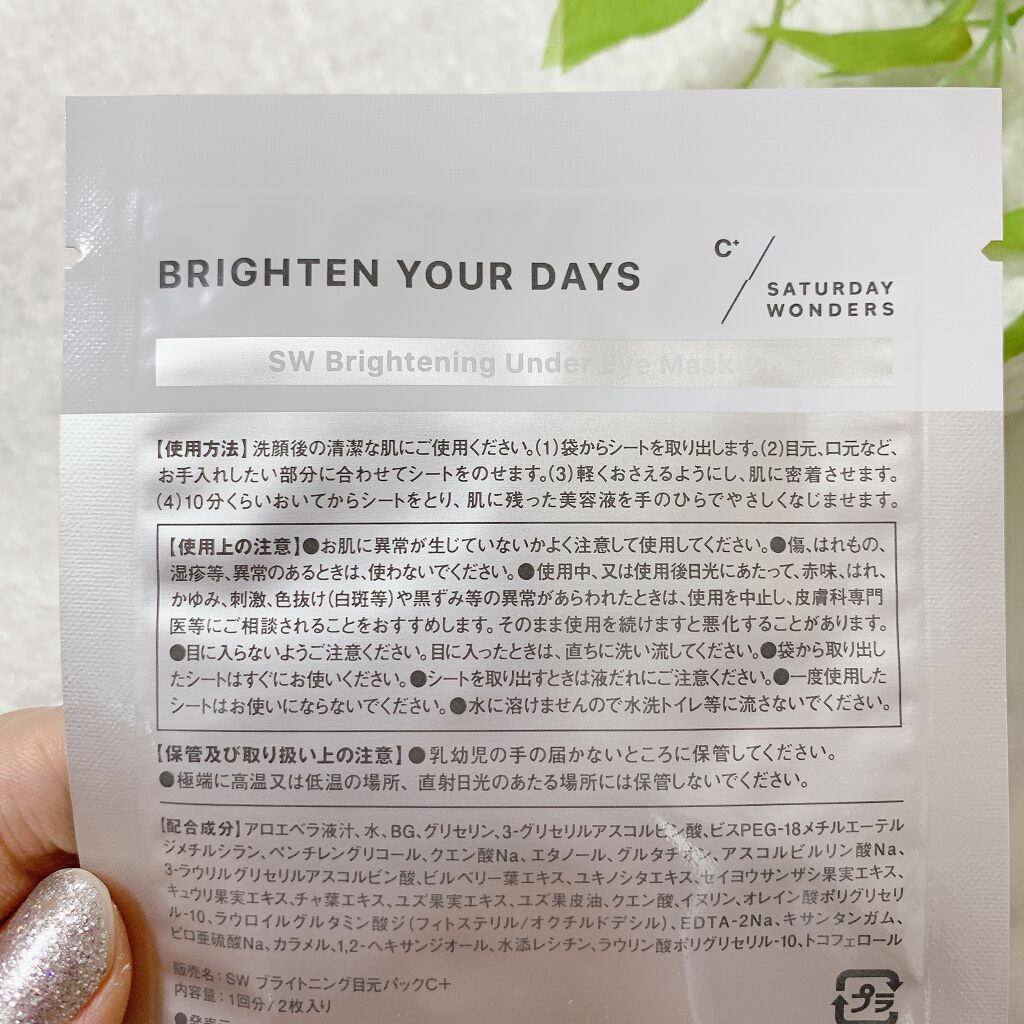 BRIGHTEN YOUR DAYS
C+
SATURDAY
WONDERS
SW Brightening Under Eye Mask
【使用方法】洗顔後の清潔な肌にご使用ください。(1)袋からシートを取り出します。(2)目元、口元など、
お手入れしたい部分に合わせてシートをのせます。(3)軽くおさえるようにし、肌に密着させます。
(4)10分くらいおいてからシートをとり、肌に残った美容液を手のひらでやさしくなじませます。
【使用上の注意】●お肌に異常が生じていないかよく注意して使用してください。●傷、はれもの、
湿疹等、異常のあるときは、使わないでください。●使用中、又は使用後日光にあたって、赤味、はれ、
かゆみ、刺激、色抜け(白斑等)や黒ずみ等の異常があらわれたときは、使用を中止し、皮膚科専門
医等にご相談されることをおすすめします。そのまま使用を続けますと悪化することがあります。
●目に入らないようご注意ください。目に入ったときは、直ちに洗い流してください。●袋から取り出し
たシートはすぐにお使いください。●シートを取り出すときは液だれにご注意ください。●一度使用した
シートはお使いにならないでください。●水に溶けませんので水洗トイレ等に流さないでください。
【保管及び取り扱い上の注意】●乳幼児の手の届かないところに保管してください。
●極端に高温又は低温の場所、直射日光のあたる場所には保管しないでください。
【配合成分】アロエベラ液汁、水、BG、グリセリン、3-グリセリルアスコルビン酸、ビスPEG-18メチルエーテル
ジメチルシラン、ペンチレングリコール、クエン酸Na、エタノール、グルタチオン、アスコルビルリン酸Na、
3-ラウリルグリセリルアスコルビン酸、ビルベリー葉エキス、ユキノシタエキス、セイヨウサンザシ果実エキス、
キュウリ果実エキス、チャ葉エキス、ユズ果実エキス、ユズ果皮油、クエン酸、イヌリン、オレイン酸ポリグリセリ
ル-10、ラウロイルグルタミン酸ジ(フィトステリル/オクチルドデシル)、EDTA-2Na、キサンタンガム、
ピロ亜硫酸Na、カラメル、1,2-ヘキサンジオール、水添レシチン、ラウリン酸ポリグリセリル-10、トコフェロール
販売名：SW ブライトニング目元パックC+
内容量：1回分/2枚入り
プラ